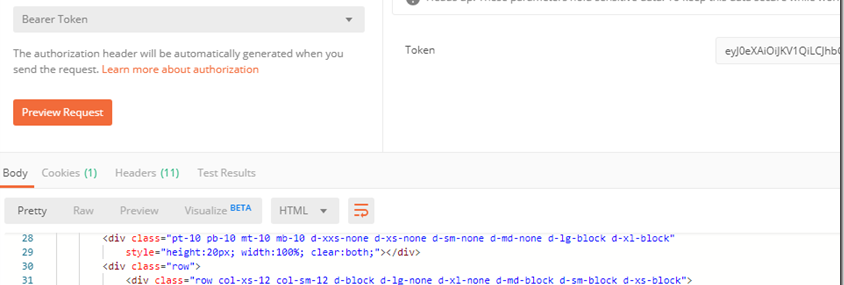 Bearer Token
The authorization header will be automatically generated when you
send the request. Learn more about authorization
Preview Request
Token
eyJ0eXAiOiJKV1QiLCJhb
Body Cookies (1) Headers (11) Test Results
Pretty Raw Preview Visualize BETA HTML
28 <div class="pt-10 pb-10 mt-10 mb-10 d-xxs-none d-xs-none d-sm-none d-md-none d-lg-block d-xl-block"
29 style="height:20px; width:100%; clear:both;"></div>
30 <div class="row">
31 <div class="row col-xs-12 col-sm-12 d-block d-lg-none d-xl-none d-md-block d-sm-block d-xs-block">